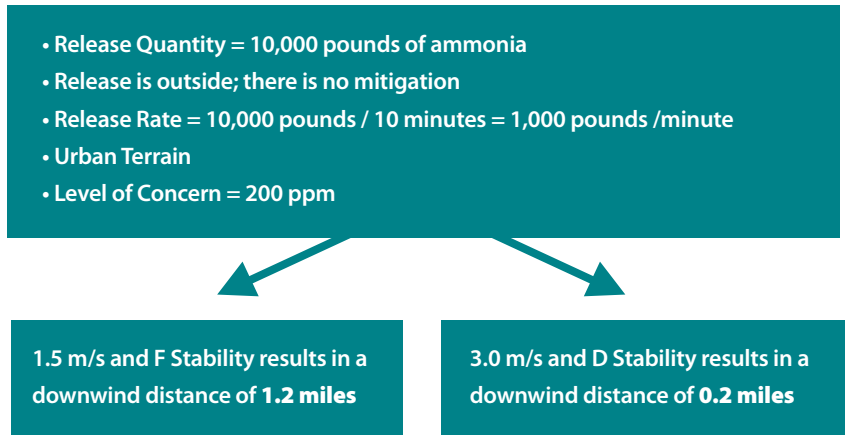 • Release Quantity = 10,000 pounds of ammonia
• Release is outside; there is no mitigation
• Release Rate = 10,000 pounds / 10 minutes = 1,000 pounds /minute
• Urban Terrain
• Level of Concern = 200 ppm
1.5 m/s and F Stability results in a
downwind distance of 1.2 miles
3.0 m/s and D Stability results in a
downwind distance of 0.2 miles